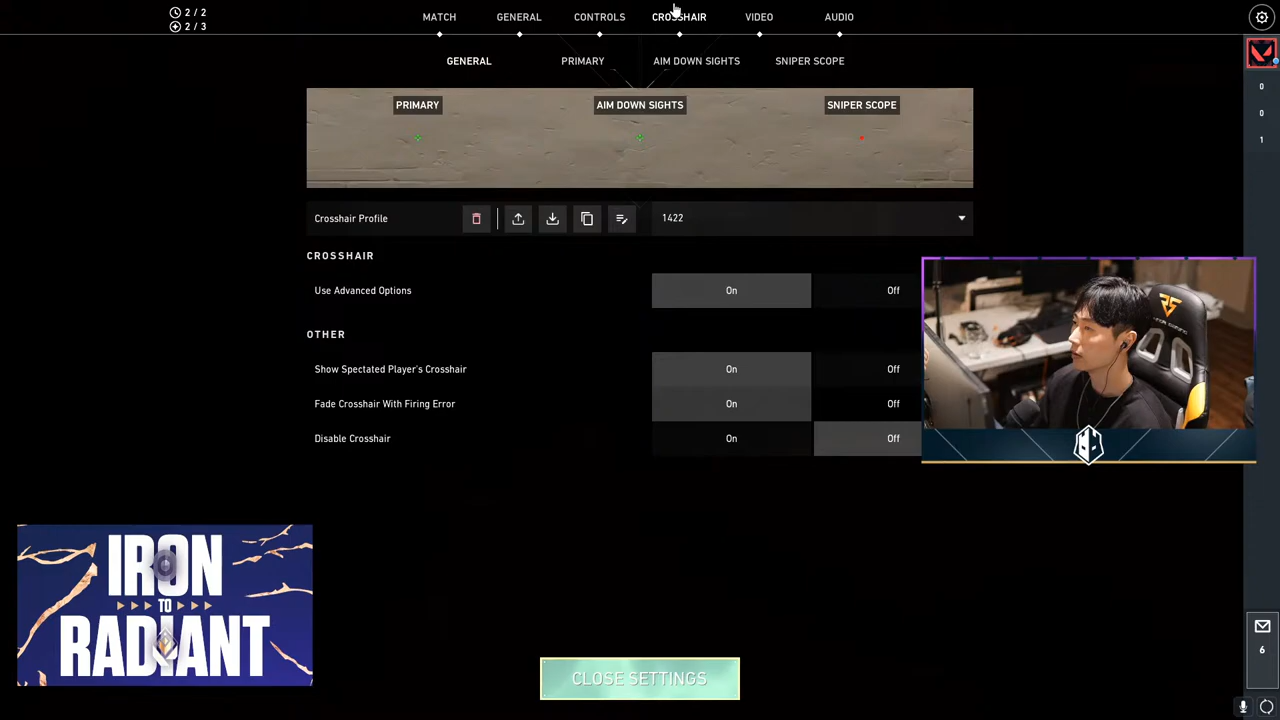 2 / 2
2 / 3
MATCH GENERAL CONTROLS CROSSHAIR VIDEO AUDIO
GENERAL PRIMARY AIM DOWN SIGHTS SNIPER SCOPE
PRIMARY AIM DOWN SIGHTS SNIPER SCOPE
Crosshair Profile 1422
CROSSHAIR
Use Advanced Options On Off
OTHER
Show Spectated Player's Crosshair On Off
Fade Crosshair With Firing Error On Off
Disable Crosshair On Off
0
0
1
IRON
TO
RADIANT
CLOSE SETTINGS
6